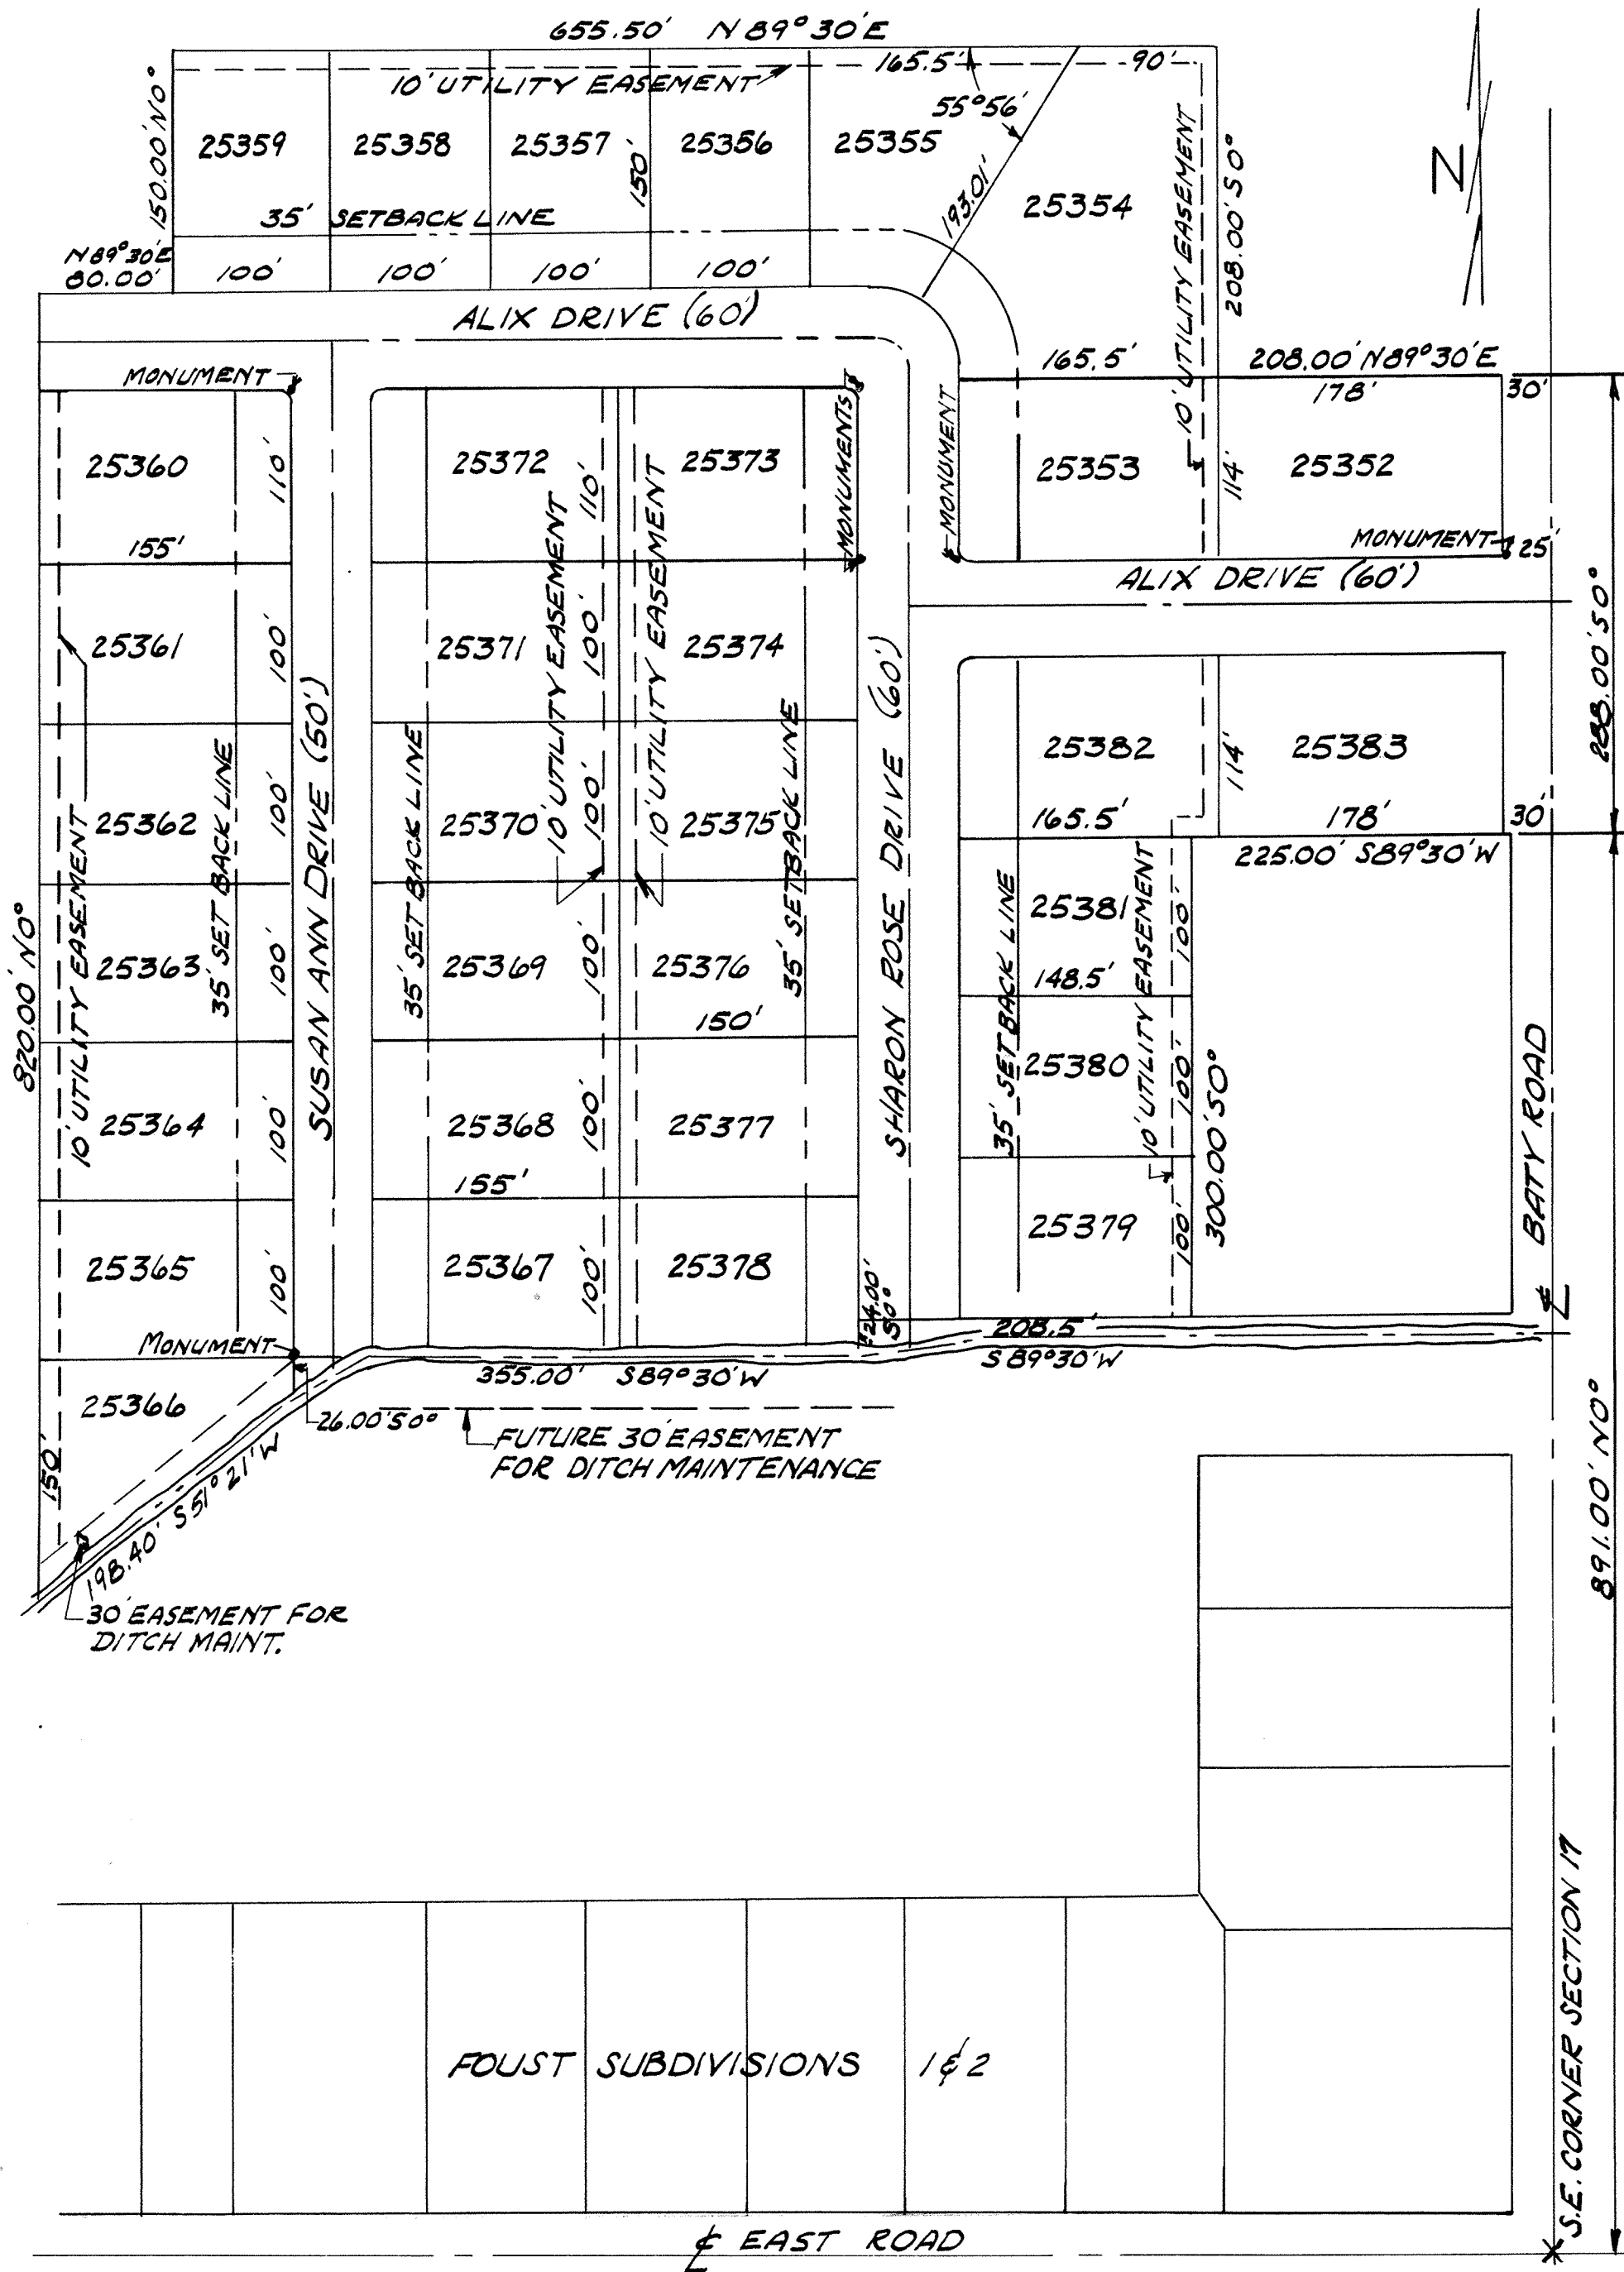 655.50' N 89° 30' E
10' UTILITY EASEMENT
165.5'
90'
150.00' N0°
55° 56'
25359
25358
25357
150'
25356
25355
193.01'
25354
10' UTILITY EASEMENT
208.00' S0°
N
35' SETBACK LINE
N 89° 30' E
80.00'
100'
100'
100'
100'
ALIX DRIVE (60')
165.5'
208.00' N89° 30' E
178'
30'
MONUMENT
MONUMENTS
MONUMENT
25360
110'
25372
110'
25373
25353
114'
25352
155'
MONUMENT
25'
ALIX DRIVE (60')
288.00' S0°
25361
100'
25371
100'
25374
10' UTILITY EASEMENT
10' UTILITY EASEMENT
25382
114'
25383
165.5'
178'
30'
225.00' S89° 30' W
25362
100'
25370
100'
25375
10' UTILITY EASEMENT
35' SET BACK LINE
SUSAN ANN DRIVE (50')
35' SET BACK LINE
35' SETBACK LINE
SHARON ROSE DRIVE (60')
820.00' N0°
25363
100'
25369
100'
25376
150'
35' SETBACK LINE
25381
100'
148.5'
10' UTILITY EASEMENT
25380
100'
300.00' S0°
BATY ROAD
℄
25364
100'
25368
100'
25377
155'
25379
100'
25365
100'
25367
100'
25378
24.00'
S0°
208.5'
S 89° 30' W
MONUMENT
355.00' S89° 30' W
25366
26.00' S0°
150'
198.40' S 51° 21' W
FUTURE 30' EASEMENT
FOR DITCH MAINTENANCE
30' EASEMENT FOR
DITCH MAINT.
891.00' N0°
FOUST SUBDIVISIONS 1 & 2
S.E. CORNER SECTION 17
℄ EAST ROAD